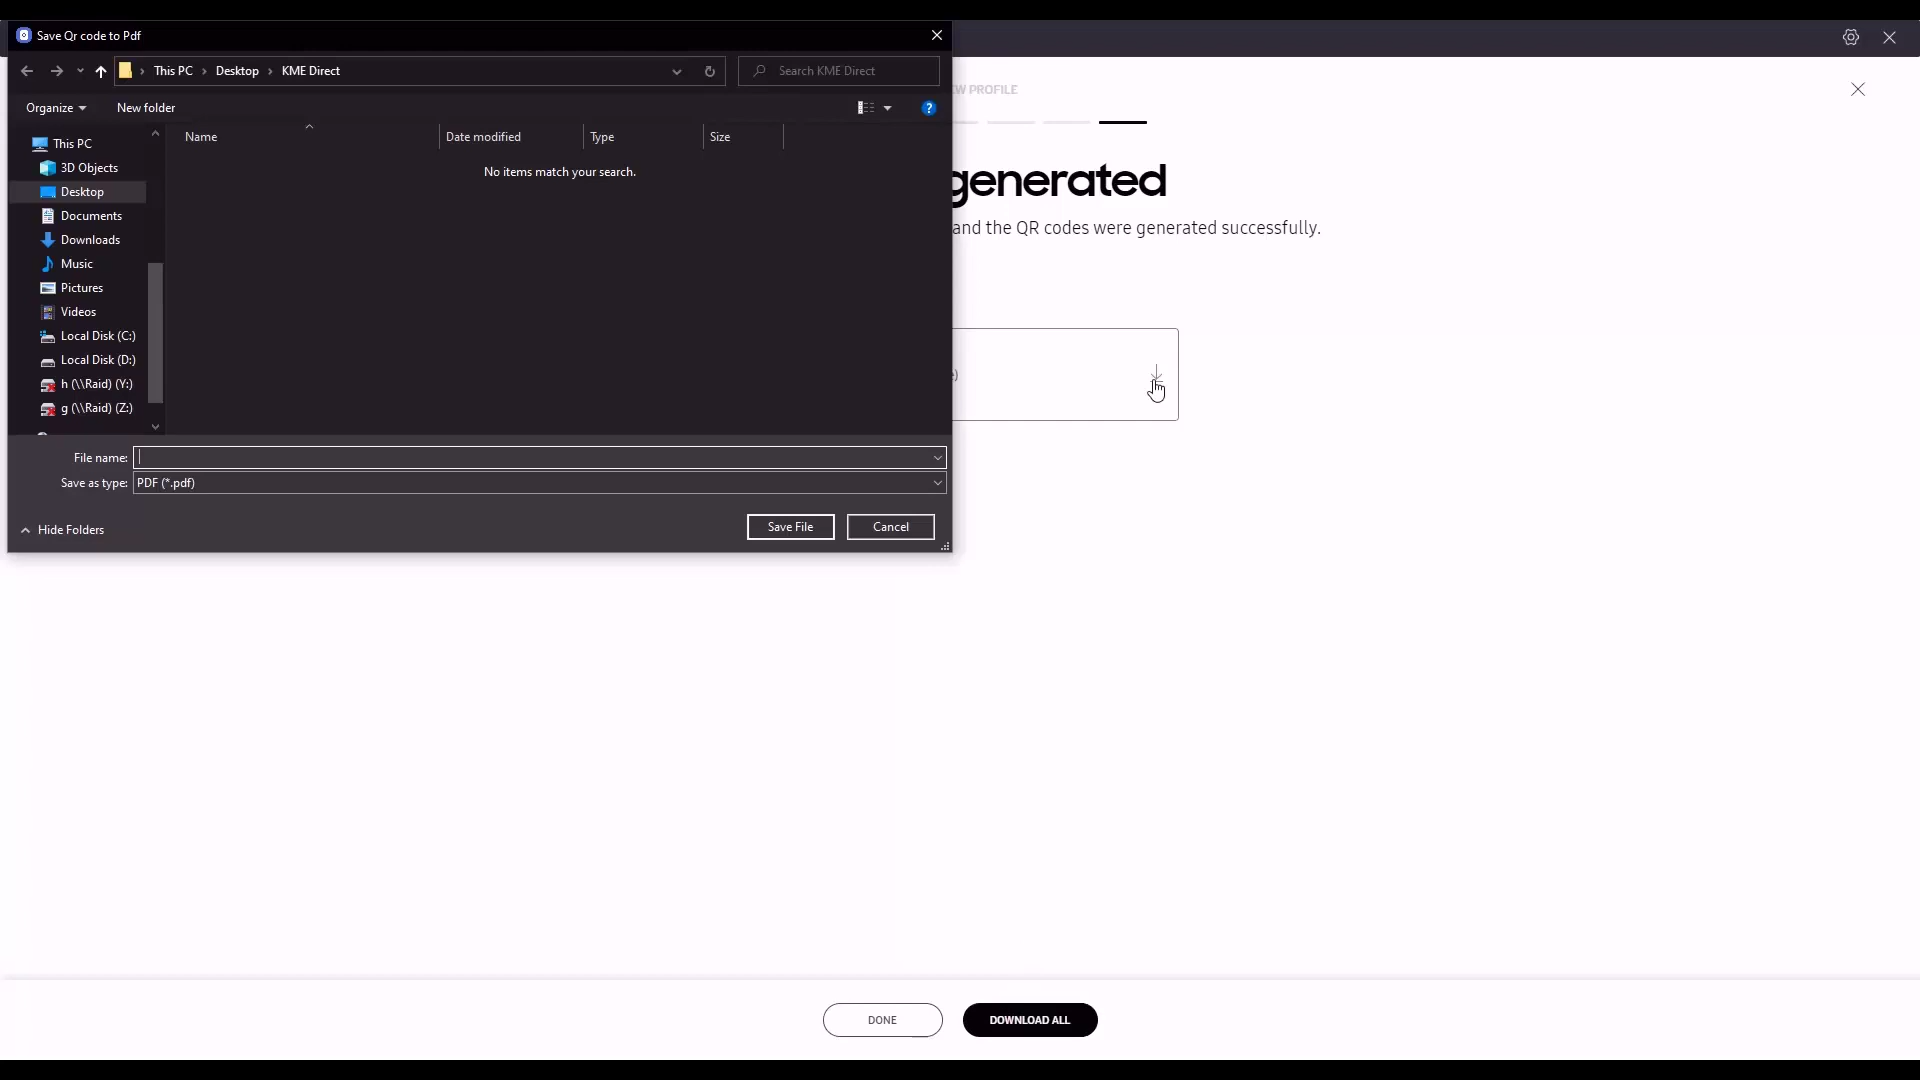 Save Qr code to Pdf
This PC > Desktop > KME Direct
Search KME Direct
Organize
New folder
?
Name
Date modified
Type
Size
No items match your search.
This PC
3D Objects
Desktop
Documents
Downloads
Music
Pictures
Videos
Local Disk (C:)
Local Disk (D:)
h (\\Raid) (Y:)
g (\\Raid) (Z:)
File name:
Save as type: PDF (*.pdf)
Hide Folders
Save File
Cancel
PROFILE
generated
and the QR codes were generated successfully.
DONE
DOWNLOAD ALL